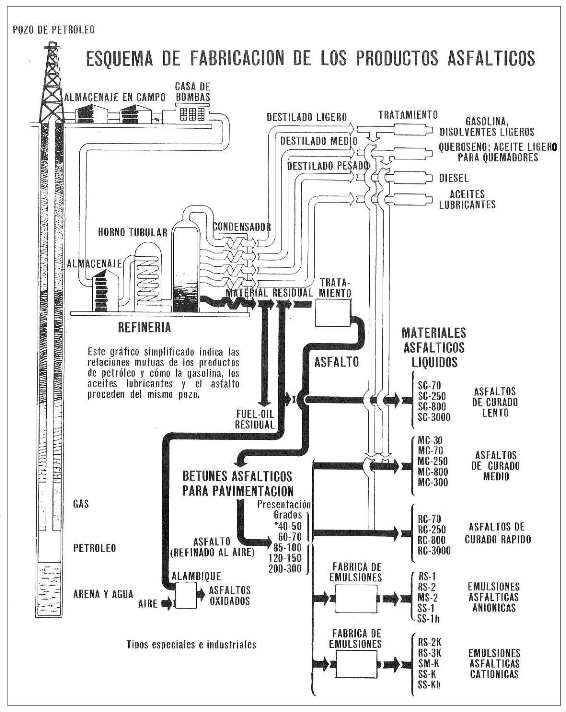 POZO DE PETROLEO
ESQUEMA DE FABRICACION DE LOS PRODUCTOS ASFALTICOS
ALMACENAJE EN CAMPO
CASA DE
BOMBAS
DESTILADO LIGERO
DESTILADO MEDIO
DESTILADO PESADO
TRATAMIENTO
GASOLINA,
DISOLVENTES LIGEROS
QUEROSENO; ACEITE LIGERO
PARA QUEMADORES
DIESEL
ACEITES
LUBRICANTES
HORNO TUBULAR
CONDENSADOR
ALMACENAJE
MATERIAL RESIDUAL
TRATA-
MIENTO
REFINERIA
Este gráfico simplificado indica las
relaciones mutuas de los productos
de petróleo y cómo la gasolina, los
aceites lubricantes y el asfalto
proceden del mismo pozo.
ASFALTO
FUEL-OIL
RESIDUAL
MATERIALES
ASFALTICOS
LIQUIDOS
SC-70
SC-250
SC-800
SC-3000
ASFALTOS
DE CURADO
LENTO
MC-30
MC-70
MC-250
MC-800
MC-300
ASFALTOS
DE CURADO
MEDIO
BETUNES ASFALTICOS
PARA PAVIMENTACION
Presentación
Grados
*40-50
60-70
85-100
120-150
200-300
RC-70
RC-250
RC-800
RC-3000
ASFALTOS DE
CURADO RAPIDO
GAS
PETROLEO
ARENA Y AGUA
ASFALTO
(REFINADO AL AIRE)
ALAMBIQUE
AIRE
ASFALTOS
OXIDADOS
FABRICA DE
EMULSIONES
RS-1
RS-2
MS-2
SS-1
SS-1h
EMULSIONES
ASFALTICAS
ANIONICAS
Tipos especiales e industriales
FABRICA DE
EMULSIONES
RS-2K
RS-3K
SM-K
SS-K
SS-Kh
EMULSIONES
ASFALTICAS
CATIONICAS